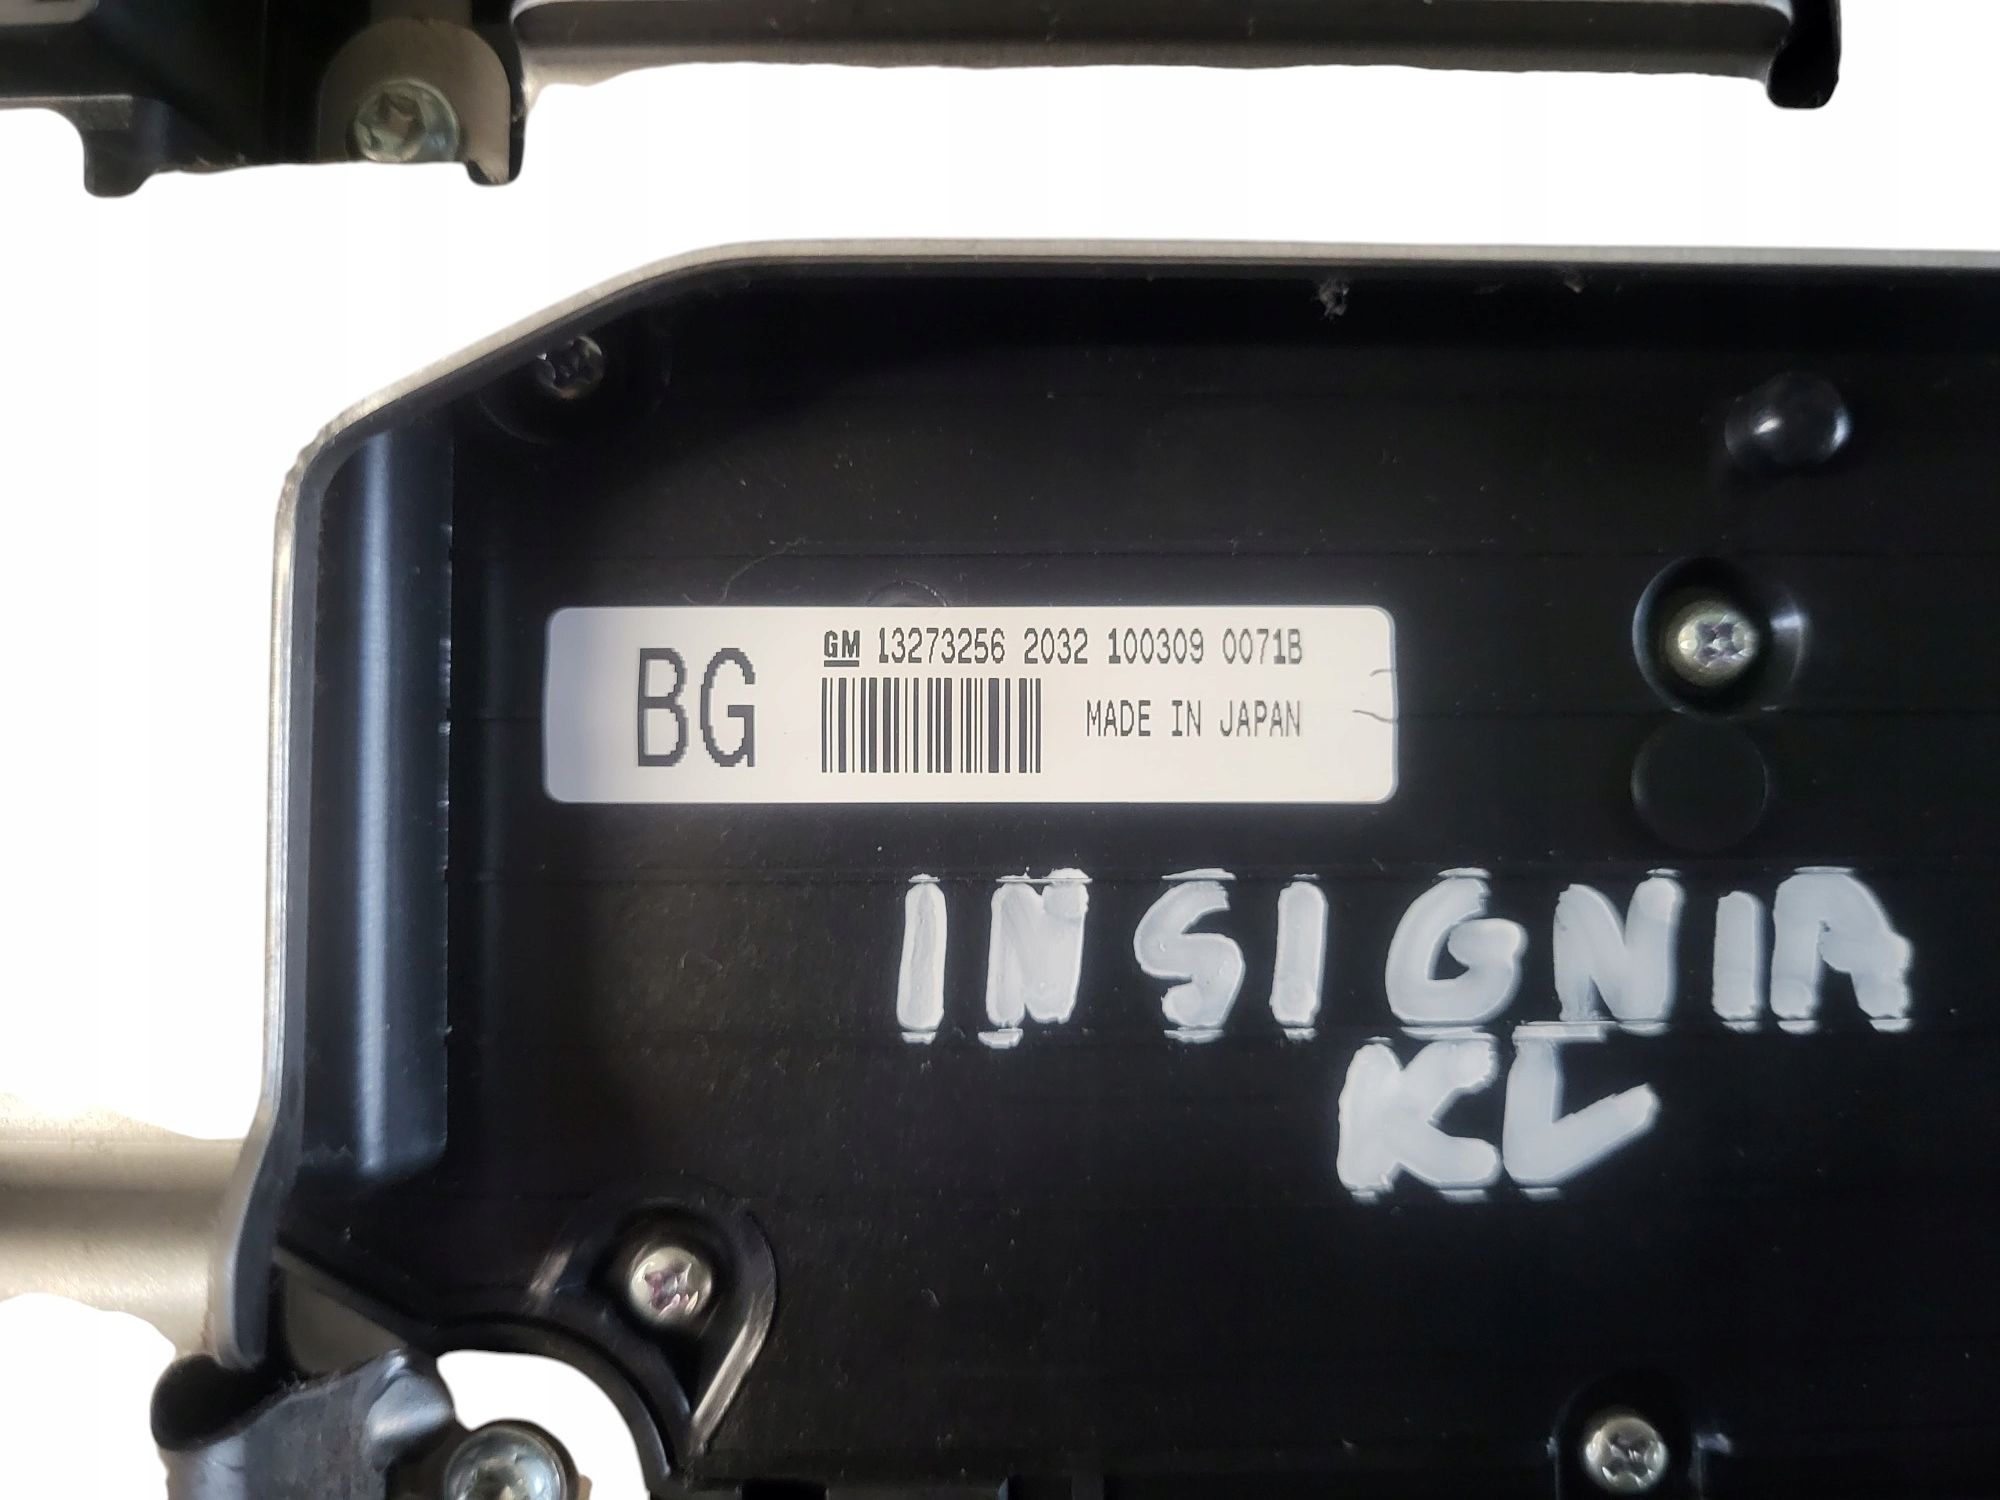 BG
GM 13273256 2032 100309 0071B
MADE IN JAPAN
INSIGNIA
KL